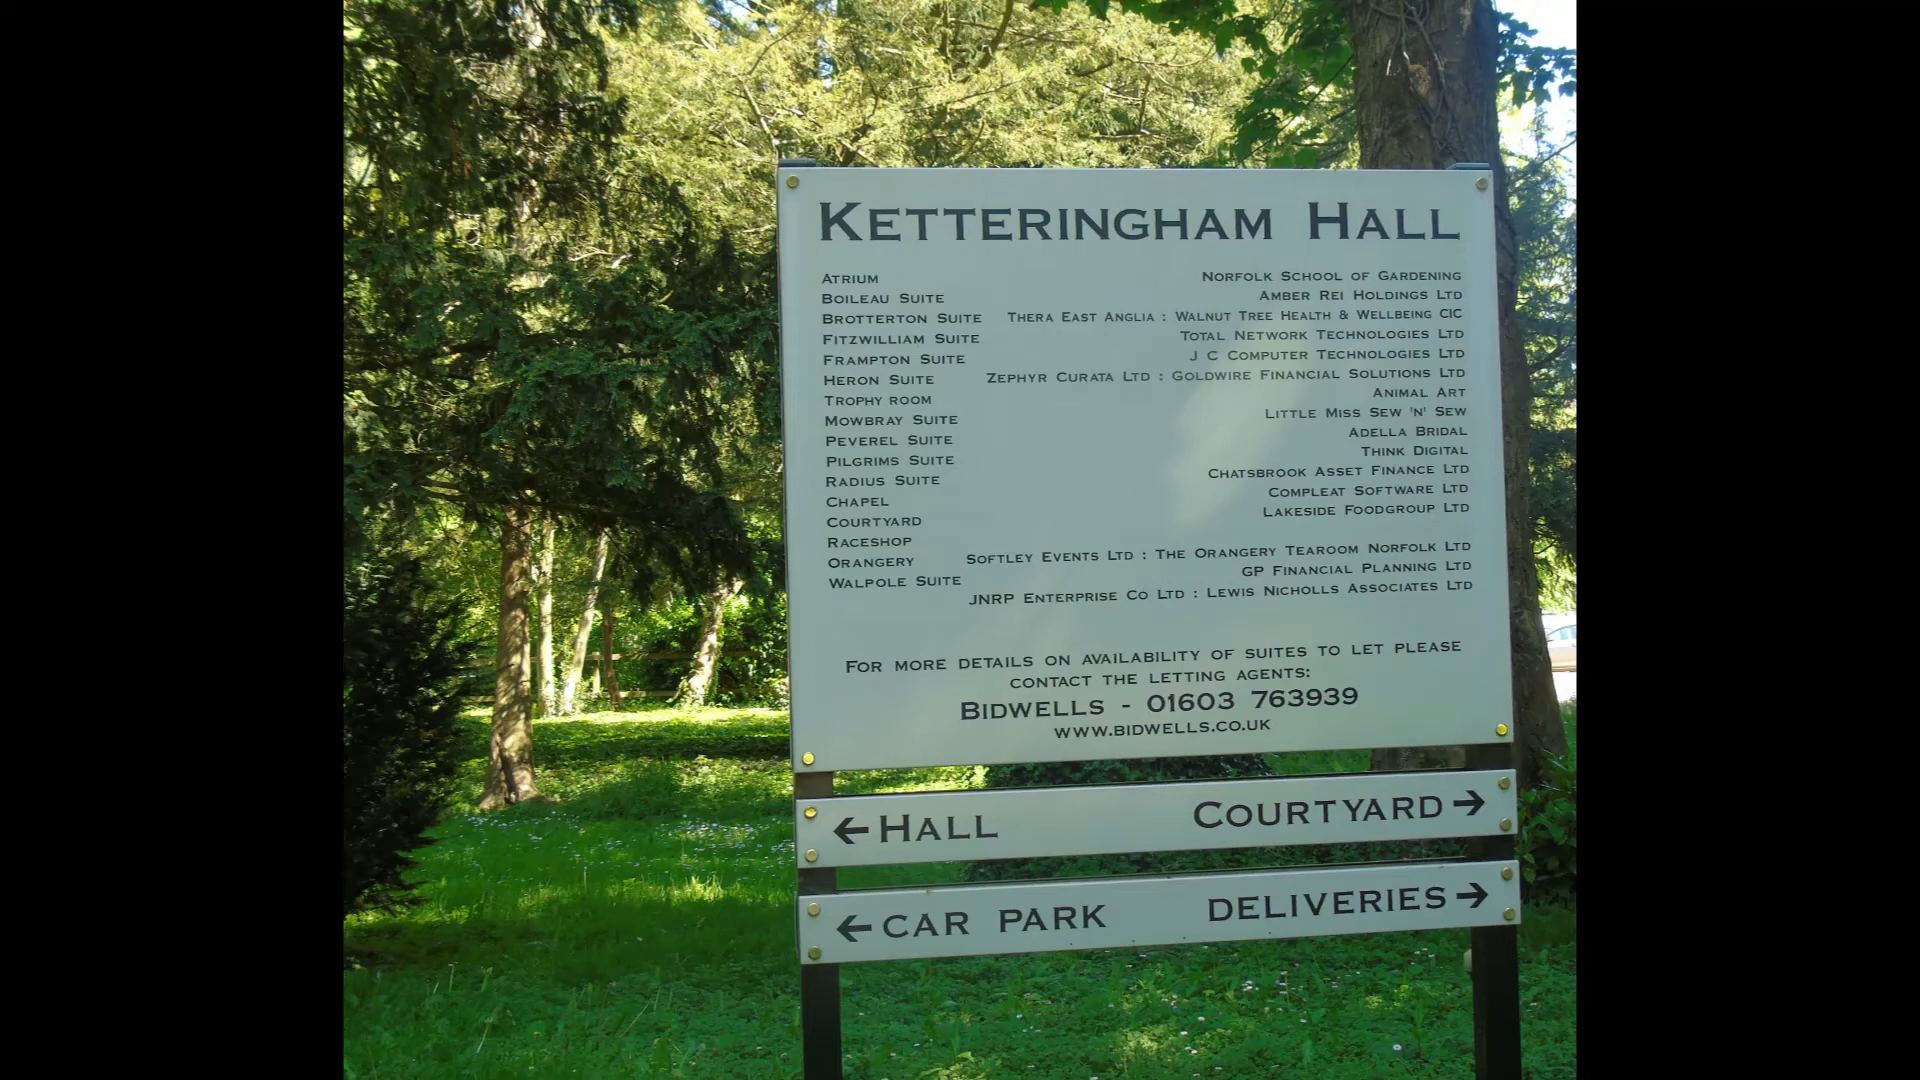 KETTERINGHAM HALL
ATRIUM NORFOLK SCHOOL OF GARDENING
BOILEAU SUITE AMBER REI HOLDINGS LTD
BROTTERTON SUITE THERA EAST ANGLIA : WALNUT TREE HEALTH & WELLBEING CIC
FITZWILLIAM SUITE TOTAL NETWORK TECHNOLOGIES LTD
FRAMPTON SUITE J C COMPUTER TECHNOLOGIES LTD
HERON SUITE ZEPHYR CURATA LTD : GOLDWIRE FINANCIAL SOLUTIONS LTD
TROPHY ROOM ANIMAL ART
MOWBRAY SUITE LITTLE MISS SEW 'N' SEW
PEVEREL SUITE ADELLA BRIDAL
PILGRIMS SUITE THINK DIGITAL
RADIUS SUITE CHATSBROOK ASSET FINANCE LTD
CHAPEL COMPLEAT SOFTWARE LTD
COURTYARD LAKESIDE FOODGROUP LTD
RACESHOP
ORANGERY SOFTLEY EVENTS LTD : THE ORANGERY TEAROOM NORFOLK LTD
WALPOLE SUITE GP FINANCIAL PLANNING LTD
JNRP ENTERPRISE CO LTD : LEWIS NICHOLLS ASSOCIATES LTD
FOR MORE DETAILS ON AVAILABILITY OF SUITES TO LET PLEASE
CONTACT THE LETTING AGENTS:
BIDWELLS - 01603 763939
WWW.BIDWELLS.CO.UK
←HALL COURTYARD→
←CAR PARK DELIVERIES→